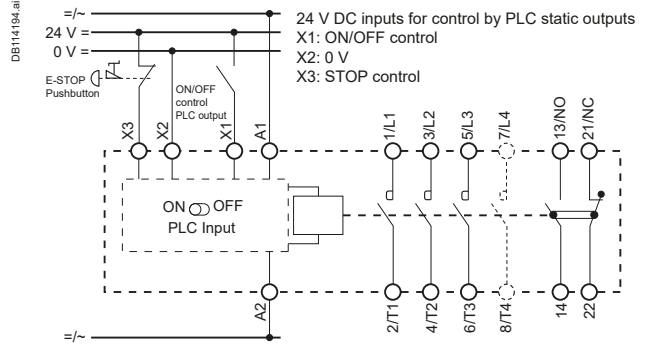 DB114194.ai
=/~
24 V =
0 V =
24 V DC inputs for control by PLC static outputs
X1: ON/OFF control
X2: 0 V
X3: STOP control
E-STOP
Pushbutton
ON/OFF
control
PLC output
X3
X2
X1
A1
1/L1
3/L2
5/L3
7/L4
13/NO
21/NC
ON OFF
PLC Input
A2
2/T1
4/T2
6/T3
8/T4
14
22
=/~